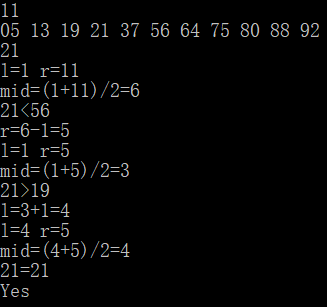 11
05 13 19 21 37 56 64 75 80 88 92
21
l=1 r=11
mid=(1+11)/2=6
21<56
r=6-1=5
l=1 r=5
mid=(1+5)/2=3
21>19
l=3+1=4
l=4 r=5
mid=(4+5)/2=4
21=21
Yes